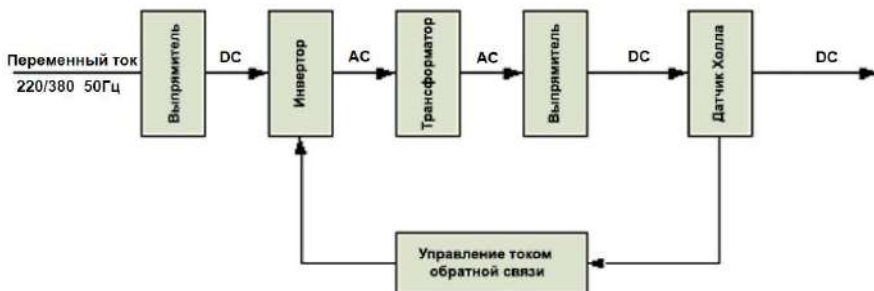 Переменный ток
220/380 50Гц
Выпрямитель
DC
Инвертор
AC
Трансформатор
AC
Выпрямитель
DC
Датчик Холла
DC
Управление током
обратной связи